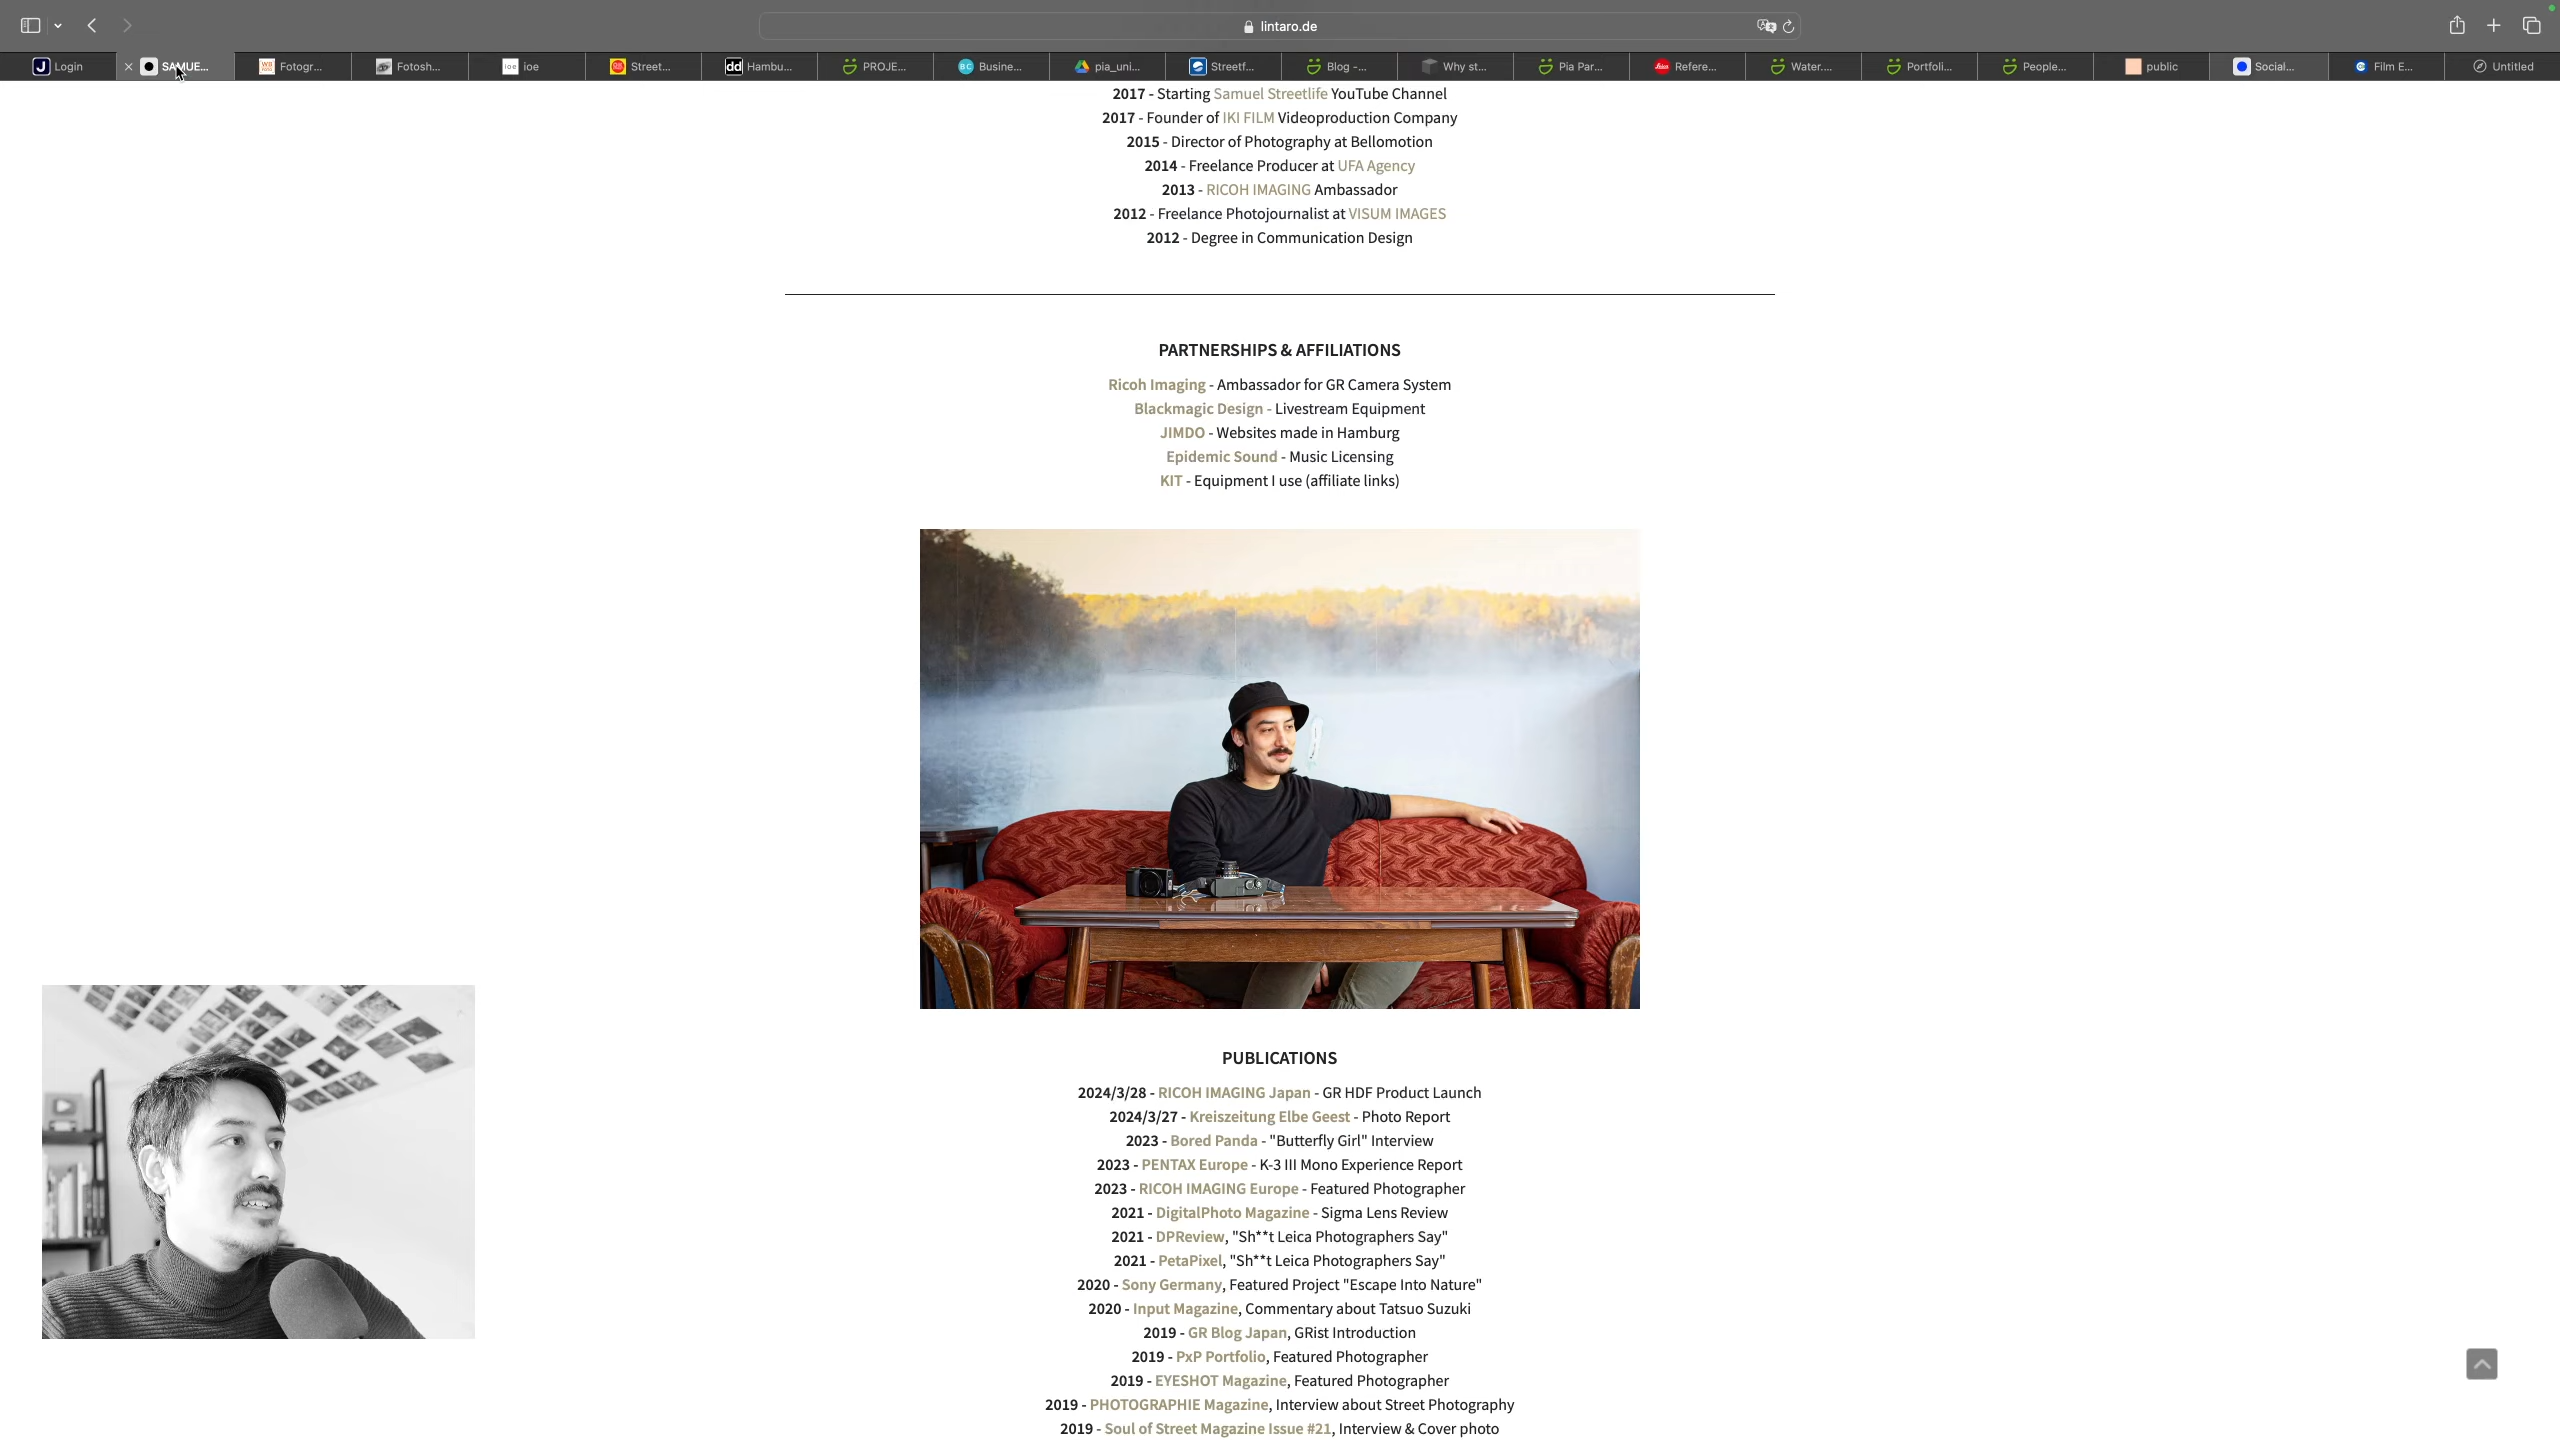 lintaro.de
Login
SAMUE...
Fotogr...
Fotosh...
ioe
ioe
Street...
dd
Hambu...
PROJE...
BC
Busine...
pia_uni...
Streetf...
Blog -...
Why st...
Pia Par...
Refere...
Water....
Portfoli...
People...
public
Social...
Film E...
Untitled
2017 - Starting Samuel Streetlife YouTube Channel
2017 - Founder of IKI FILM Videoproduction Company
2015 - Director of Photography at Bellomotion
2014 - Freelance Producer at UFA Agency
2013 - RICOH IMAGING Ambassador
2012 - Freelance Photojournalist at VISUM IMAGES
2012 - Degree in Communication Design
PARTNERSHIPS & AFFILIATIONS
Ricoh Imaging - Ambassador for GR Camera System
Blackmagic Design - Livestream Equipment
JIMDO - Websites made in Hamburg
Epidemic Sound - Music Licensing
KIT - Equipment I use (affiliate links)
PUBLICATIONS
2024/3/28 - RICOH IMAGING Japan - GR HDF Product Launch
2024/3/27 - Kreiszeitung Elbe Geest - Photo Report
2023 - Bored Panda - "Butterfly Girl" Interview
2023 - PENTAX Europe - K-3 III Mono Experience Report
2023 - RICOH IMAGING Europe - Featured Photographer
2021 - DigitalPhoto Magazine - Sigma Lens Review
2021 - DPReview, "Sh**t Leica Photographers Say"
2021 - PetaPixel, "Sh**t Leica Photographers Say"
2020 - Sony Germany, Featured Project "Escape Into Nature"
2020 - Input Magazine, Commentary about Tatsuo Suzuki
2019 - GR Blog Japan, GRist Introduction
2019 - PxP Portfolio, Featured Photographer
2019 - EYESHOT Magazine, Featured Photographer
2019 - PHOTOGRAPHIE Magazine, Interview about Street Photography
2019 - Soul of Street Magazine Issue #21, Interview & Cover photo